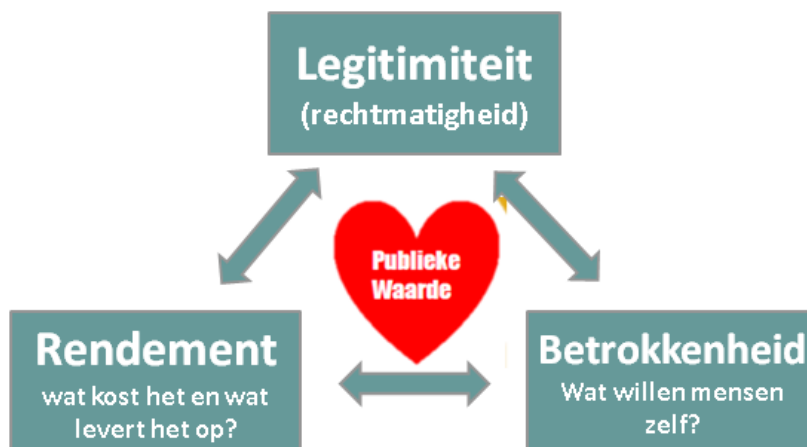 Legitimiteit
(rechtmatigheid)
Publieke
Waarde
Rendement
wat kost het en wat
levert het op?
Betrokkenheid
Wat willen mensen
zelf?